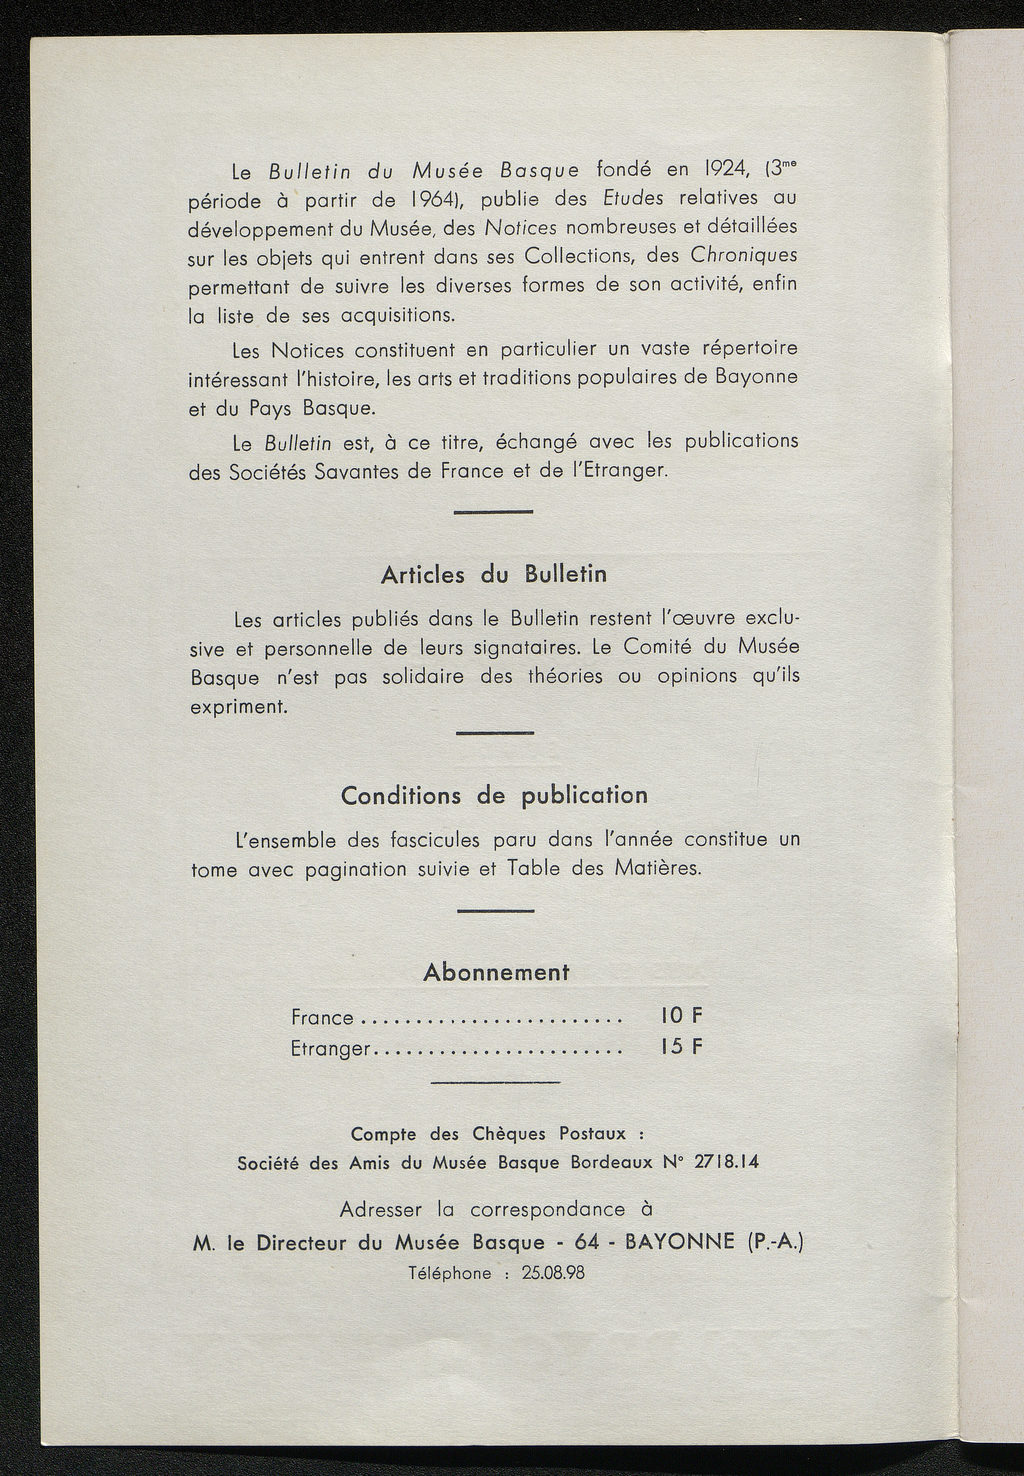 Le Bulletin du Musée Basque fondé en 1924, (3me
période à partir de 1964), publie des Etudes relatives au
développement du Musée, des Notices nombreuses et détaillées
sur les objets qui entrent dans ses Collections, des Chroniques
permettant de suivre les diverses formes de son activité, enfin
la liste de ses acquisitions.
Les Notices constituent en particulier un vaste répertoire
intéressant l'histoire, les arts et traditions populaires de Bayonne
et du Pays Basque.
Le Bulletin est, à ce titre, échangé avec les publications
des Sociétés Savantes de France et de l'Etranger.
Articles du Bulletin
Les articles publiés dans le Bulletin restent l'œuvre exclu-
sive et personnelle de leurs signataires. Le Comité du Musée
Basque n'est pas solidaire des théories ou opinions qu'ils
expriment.
Conditions de publication
L'ensemble des fascicules paru dans l'année constitue un
tome avec pagination suivie et Table des Matières.
Abonnement
France ........................ 10 F
Etranger....................... 15 F
Compte des Chèques Postaux :
Société des Amis du Musée Basque Bordeaux N° 2718.14
Adresser la correspondance à
M. le Directeur du Musée Basque - 64 - BAYONNE (P.-A.)
Téléphone : 25.08.98